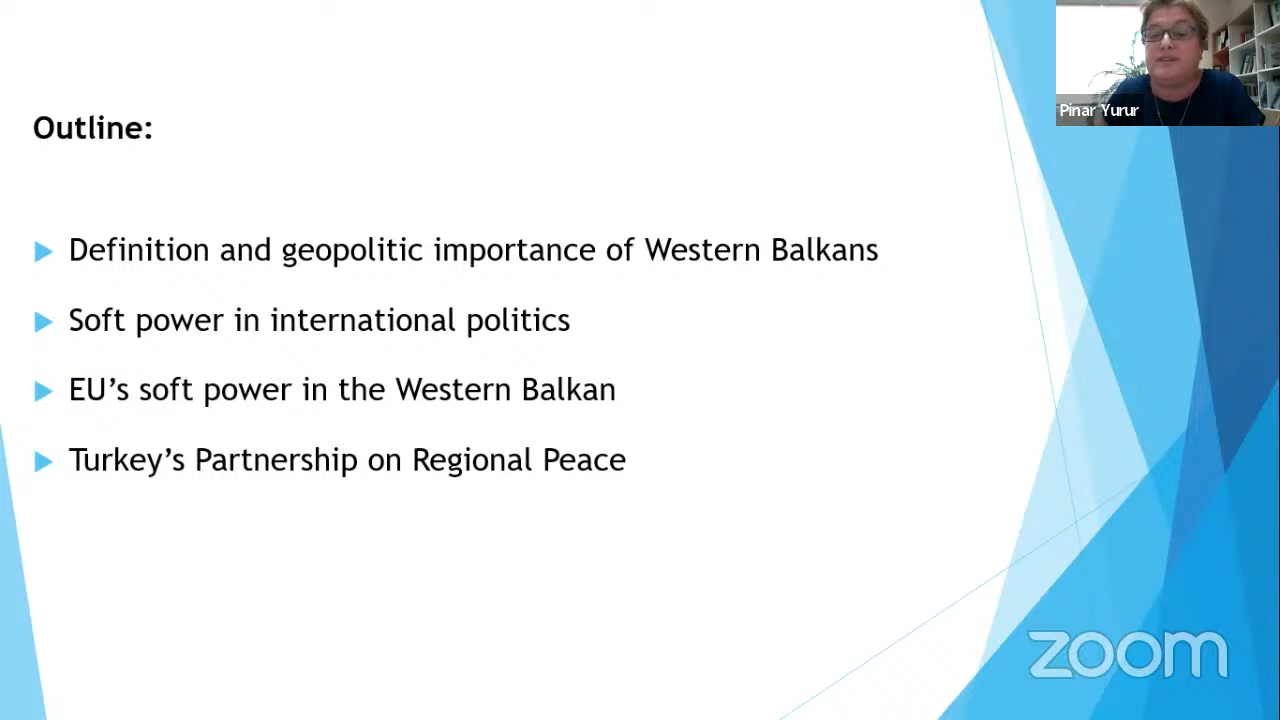 Pinar Yurur
Outline:
Definition and geopolitic importance of Western Balkans
Soft power in international politics
EU’s soft power in the Western Balkan
Turkey’s Partnership on Regional Peace
zoom